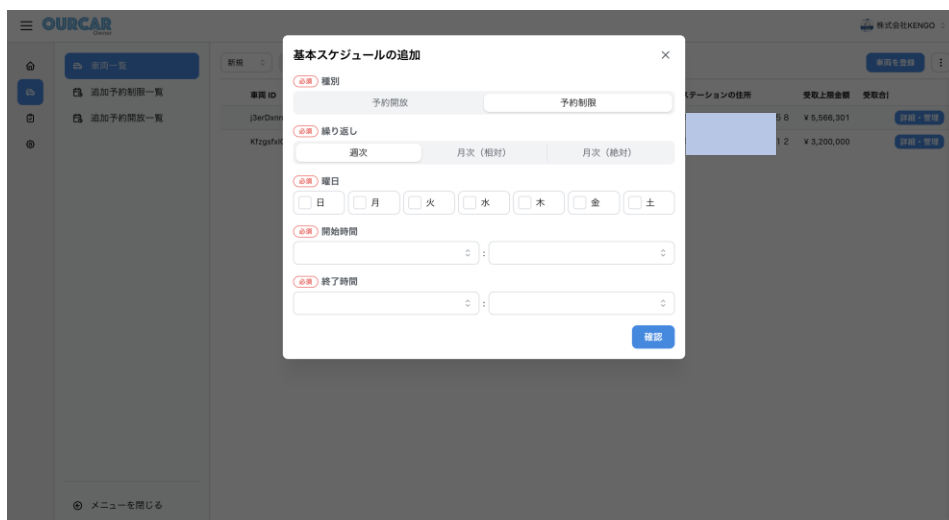 OURCAR
Owner
株式会社KENGO
車両一覧
追加予約制限一覧
追加予約開放一覧
メニューを閉じる
新規
車両を登録
車両 ID
ステーションの住所
受取上限金額
受取合
j3erDxnn
5 8
¥ 5,566,301
詳細・管理
1 2
¥ 3,200,000
詳細・管理
基本スケジュールの追加
必須 種別
予約開放
予約制限
必須 繰り返し
週次
月次（相対）
月次（絶対）
必須 曜日
日 月 火 水 木 金 土
必須 開始時間
:
必須 終了時間
:
確認